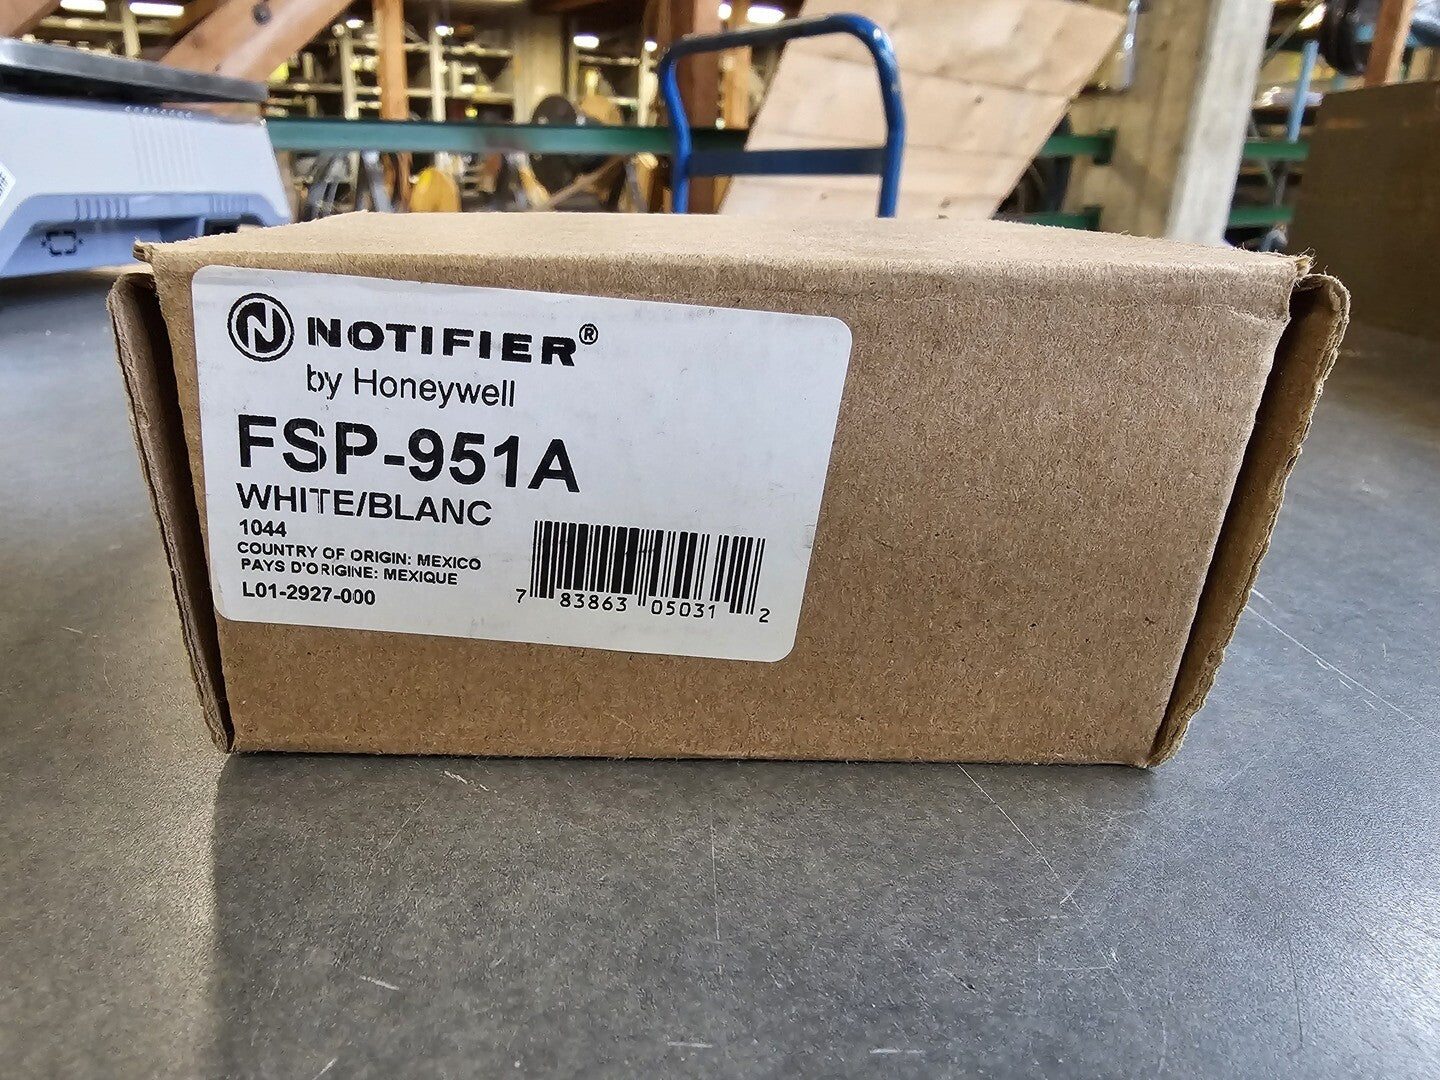 NOTIFIER®
by Honeywell
FSP-951A
WHITE/BLANC
1044
COUNTRY OF ORIGIN: MEXICO
PAYS D'ORIGINE: MEXIQUE
L01-2927-000
7 83863 05031 2